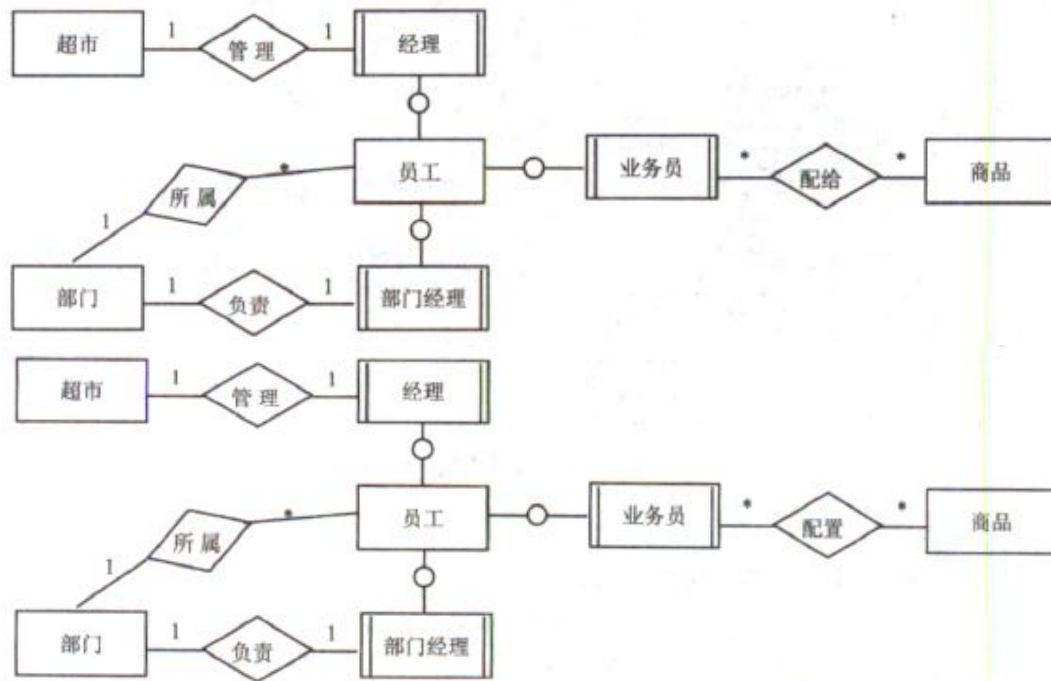 超市 1 管理 1 经理
员工 业务员 * 配给 * 商品
所属 *
1
部门 1 负责 1 部门经理
超市 1 管理 1 经理
员工 业务员 * 配置 * 商品
所属 *
1
部门 1 负责 1 部门经理